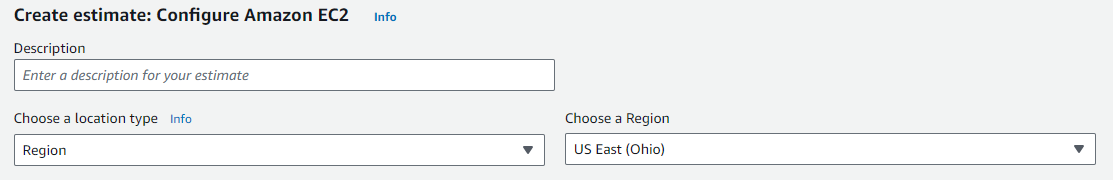 Create estimate: Configure Amazon EC2 Info
Description
Enter a description for your estimate
Choose a location type Info
Region
Choose a Region
US East (Ohio)